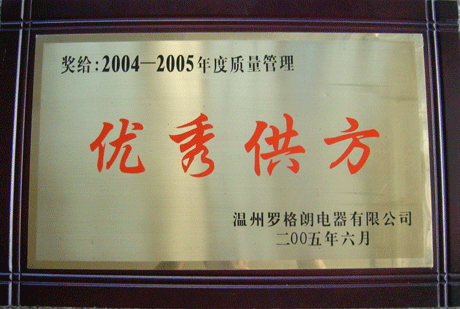 奖给:2004—2005年度质量管理
优秀供方
温州罗格朗电器有限公司
二00五年六月